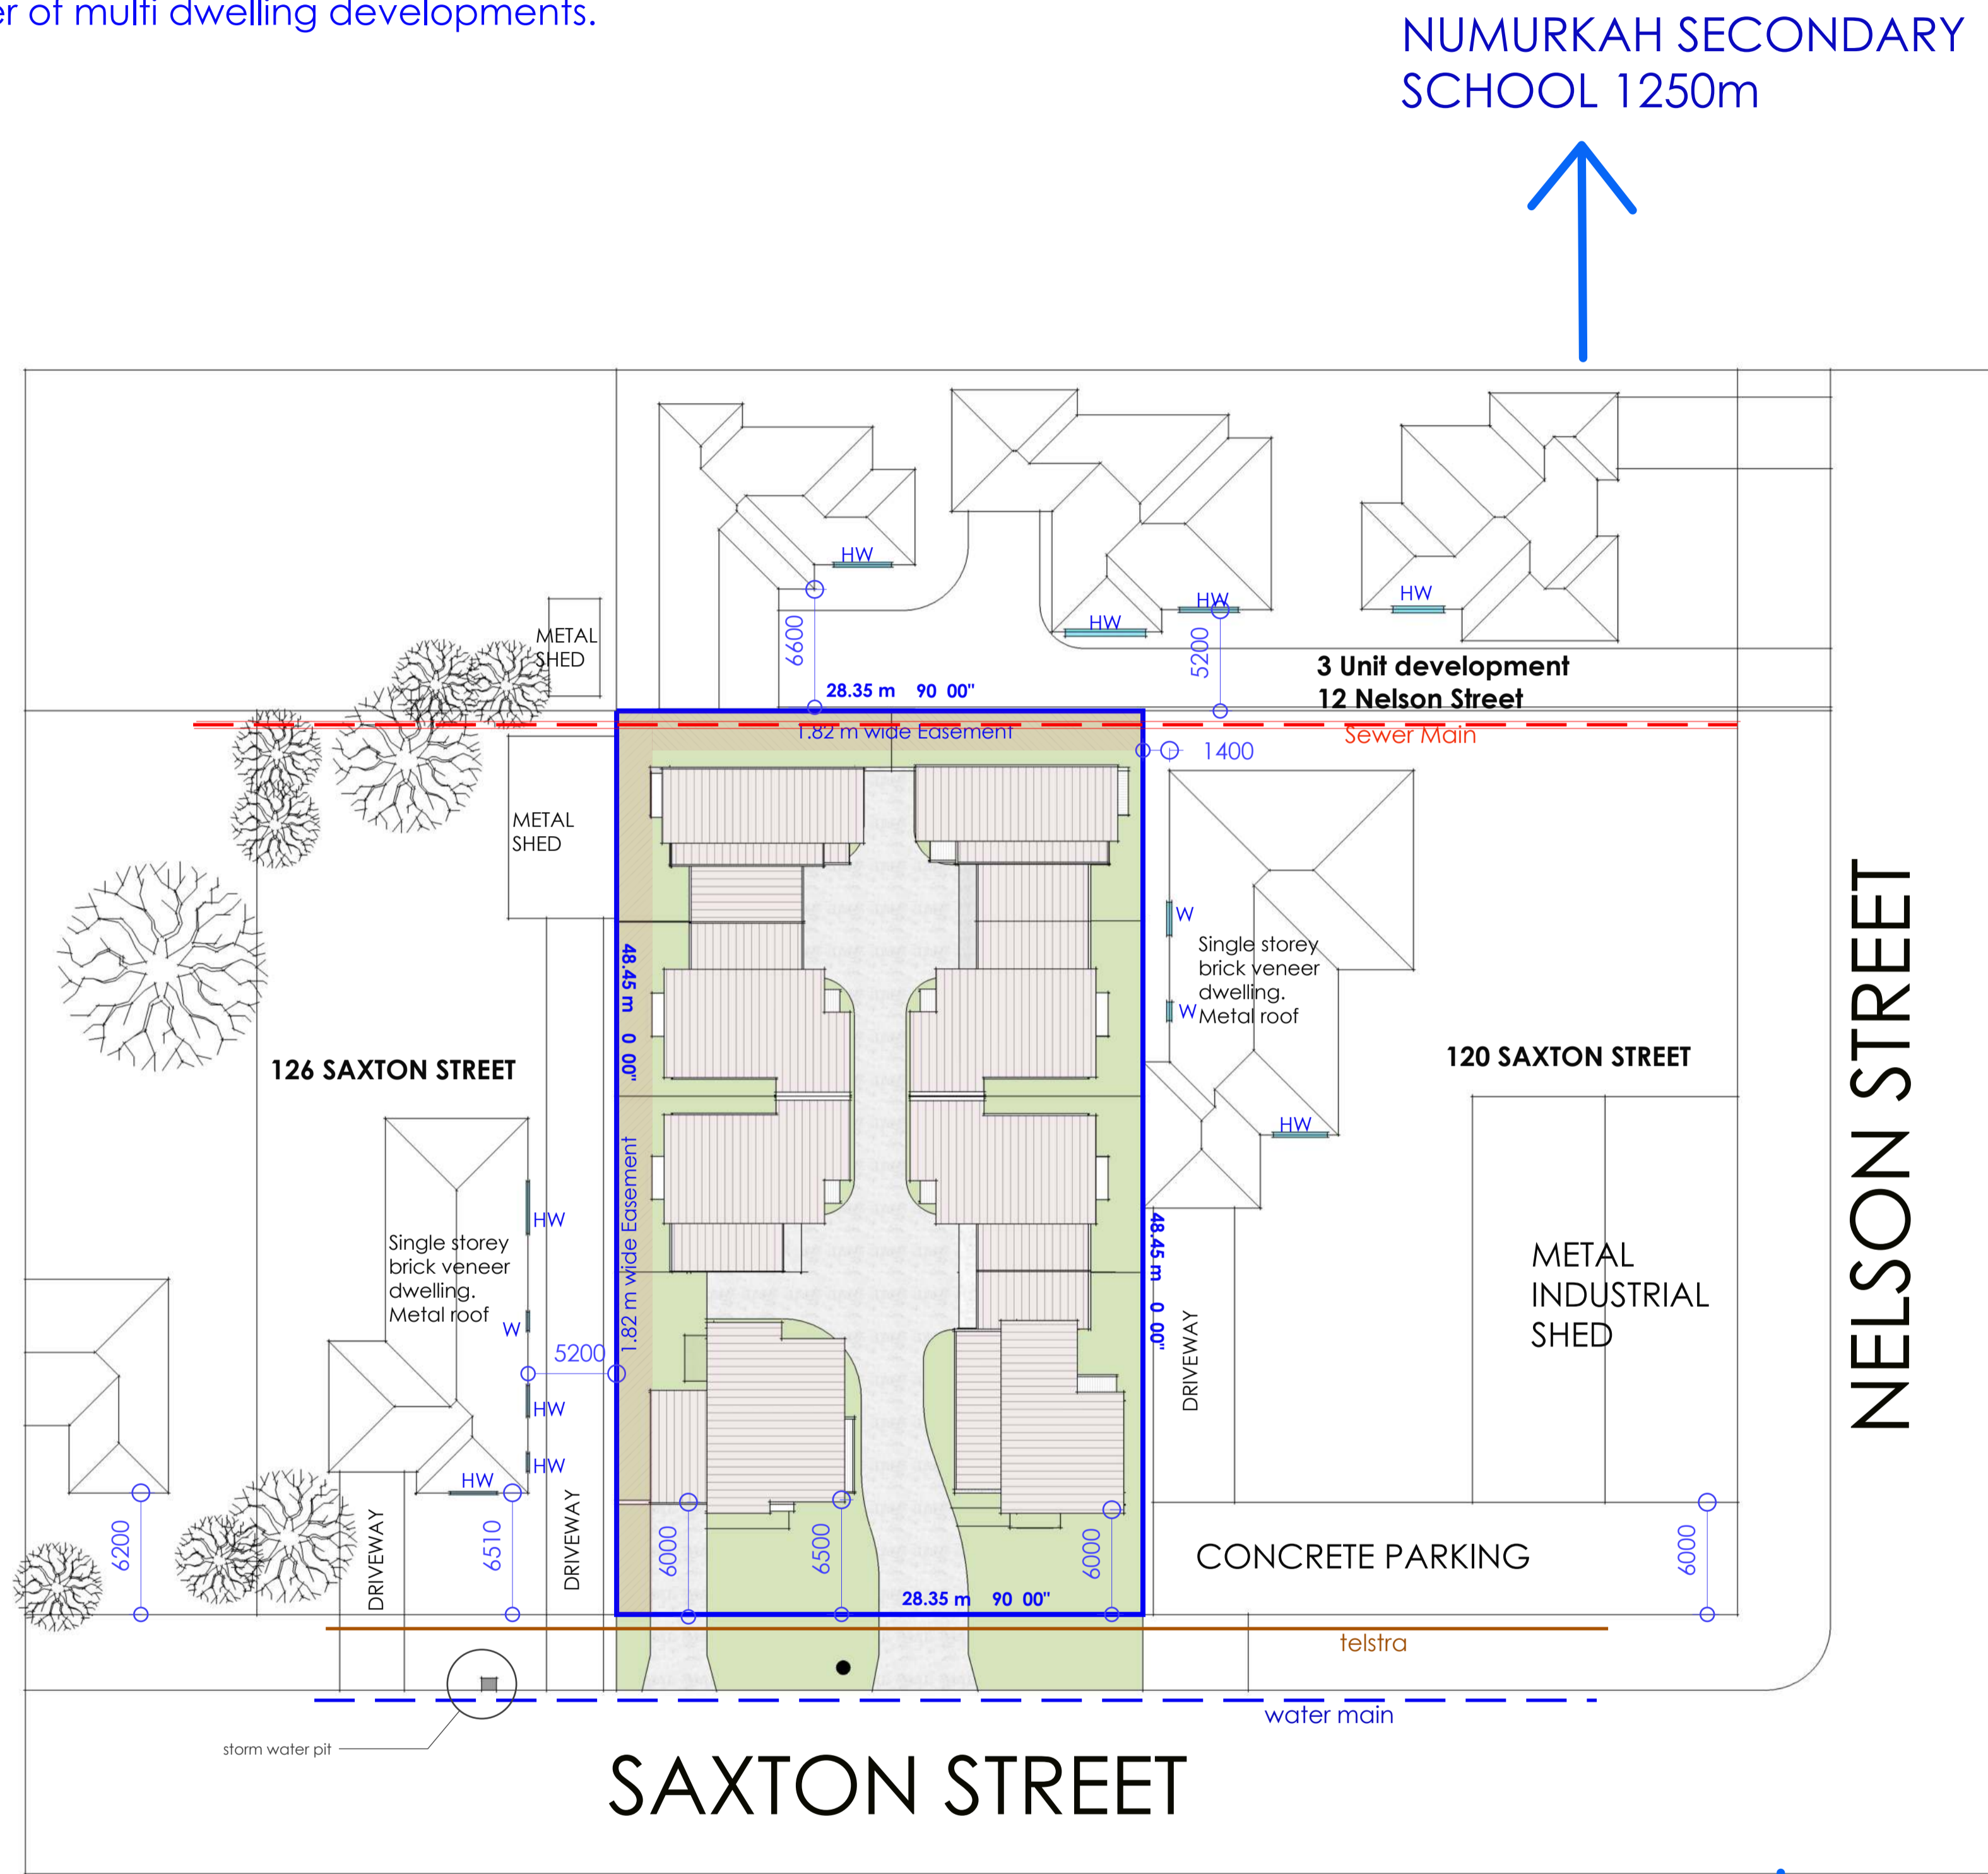 er of multi dwelling developments.
NUMURKAH SECONDARY
SCHOOL 1250m
HW
HW
HW
HW
METAL
SHED
6600
5200
3 Unit development
12 Nelson Street
28.35 m 90 00"
1.82 m wide Easement
Sewer Main
1400
METAL
SHED
W
Single storey
brick veneer
dwelling.
Metal roof
W
48.45 m 0 00"
126 SAXTON STREET
120 SAXTON STREET
NELSON STREET
HW
1.82 m wide Easement
HW
Single storey
brick veneer
dwelling.
Metal roof
W
5200
48.45 m 0 00"
DRIVEWAY
METAL
INDUSTRIAL
SHED
HW
HW
HW
6200
DRIVEWAY
6510
DRIVEWAY
6000
6500
6000
CONCRETE PARKING
6000
28.35 m 90 00"
telstra
water main
storm water pit
SAXTON STREET